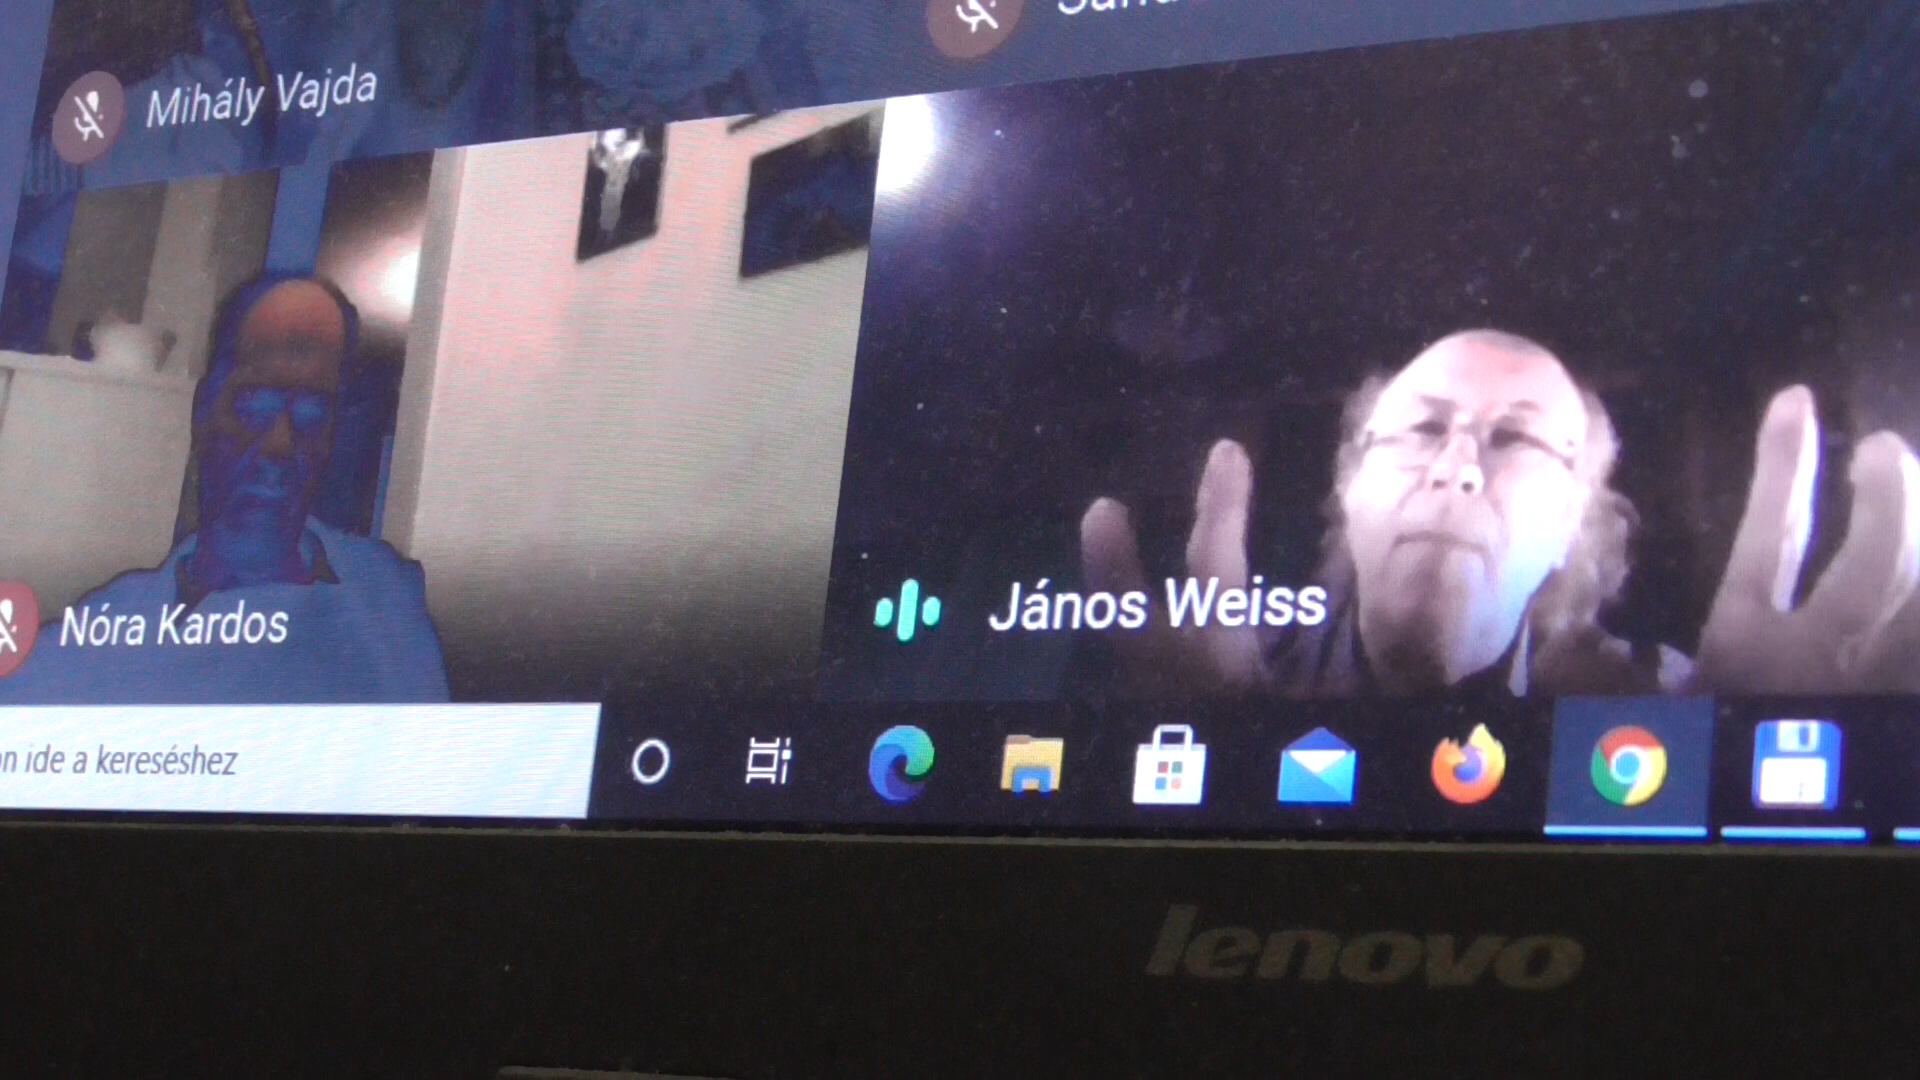 Mihály Vajda
Nóra Kardos
János Weiss
ide a kereséshez
lenovo